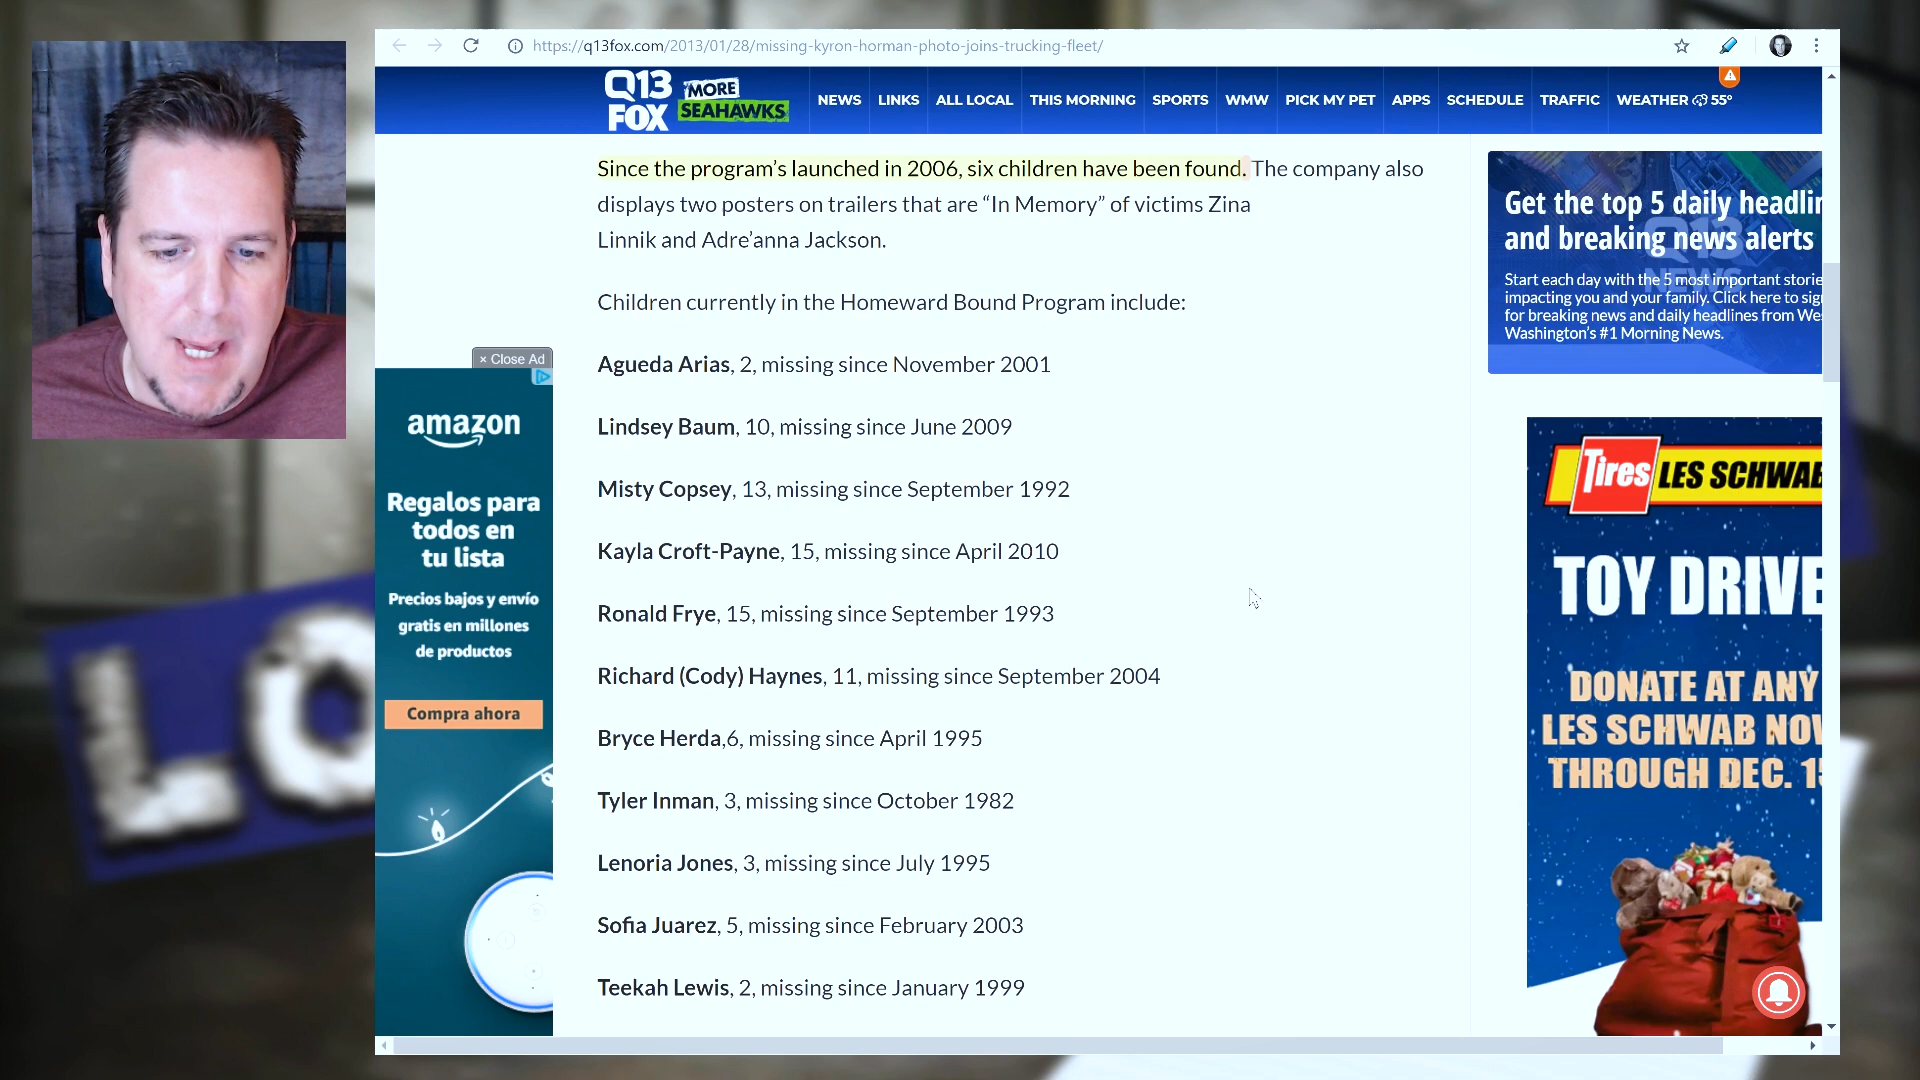 https://q13fox.com/2013/01/28/missing-kyron-horman-photo-joins-trucking-fleet/
Q13 FOX
MORE SEAHAWKS
NEWS LINKS ALL LOCAL THIS MORNING SPORTS WMW PICK MY PET APPS SCHEDULE TRAFFIC WEATHER 55°
Since the program’s launched in 2006, six children have been found. The company also
displays two posters on trailers that are “In Memory” of victims Zina
Linnik and Adre’anna Jackson.
Children currently in the Homeward Bound Program include:
Agueda Arias, 2, missing since November 2001
Lindsey Baum, 10, missing since June 2009
Misty Copsey, 13, missing since September 1992
Kayla Croft-Payne, 15, missing since April 2010
Ronald Frye, 15, missing since September 1993
Richard (Cody) Haynes, 11, missing since September 2004
Bryce Herda,6, missing since April 1995
Tyler Inman, 3, missing since October 1982
Lenoria Jones, 3, missing since July 1995
Sofia Juarez, 5, missing since February 2003
Teekah Lewis, 2, missing since January 1999
× Close Ad
amazon
Regalos para
todos en
tu lista
Precios bajos y envío
gratis en millones
de productos
Compra ahora
Get the top 5 daily headlin
and breaking news alerts
Q13
NEWS
Start each day with the 5 most important storie
impacting you and your family. Click here to sig
for breaking news and daily headlines from We
Washington's #1 Morning News.
Tires LES SCHWAB
TOY DRIVE
DONATE AT ANY
LES SCHWAB NOV
THROUGH DEC. 15
LO